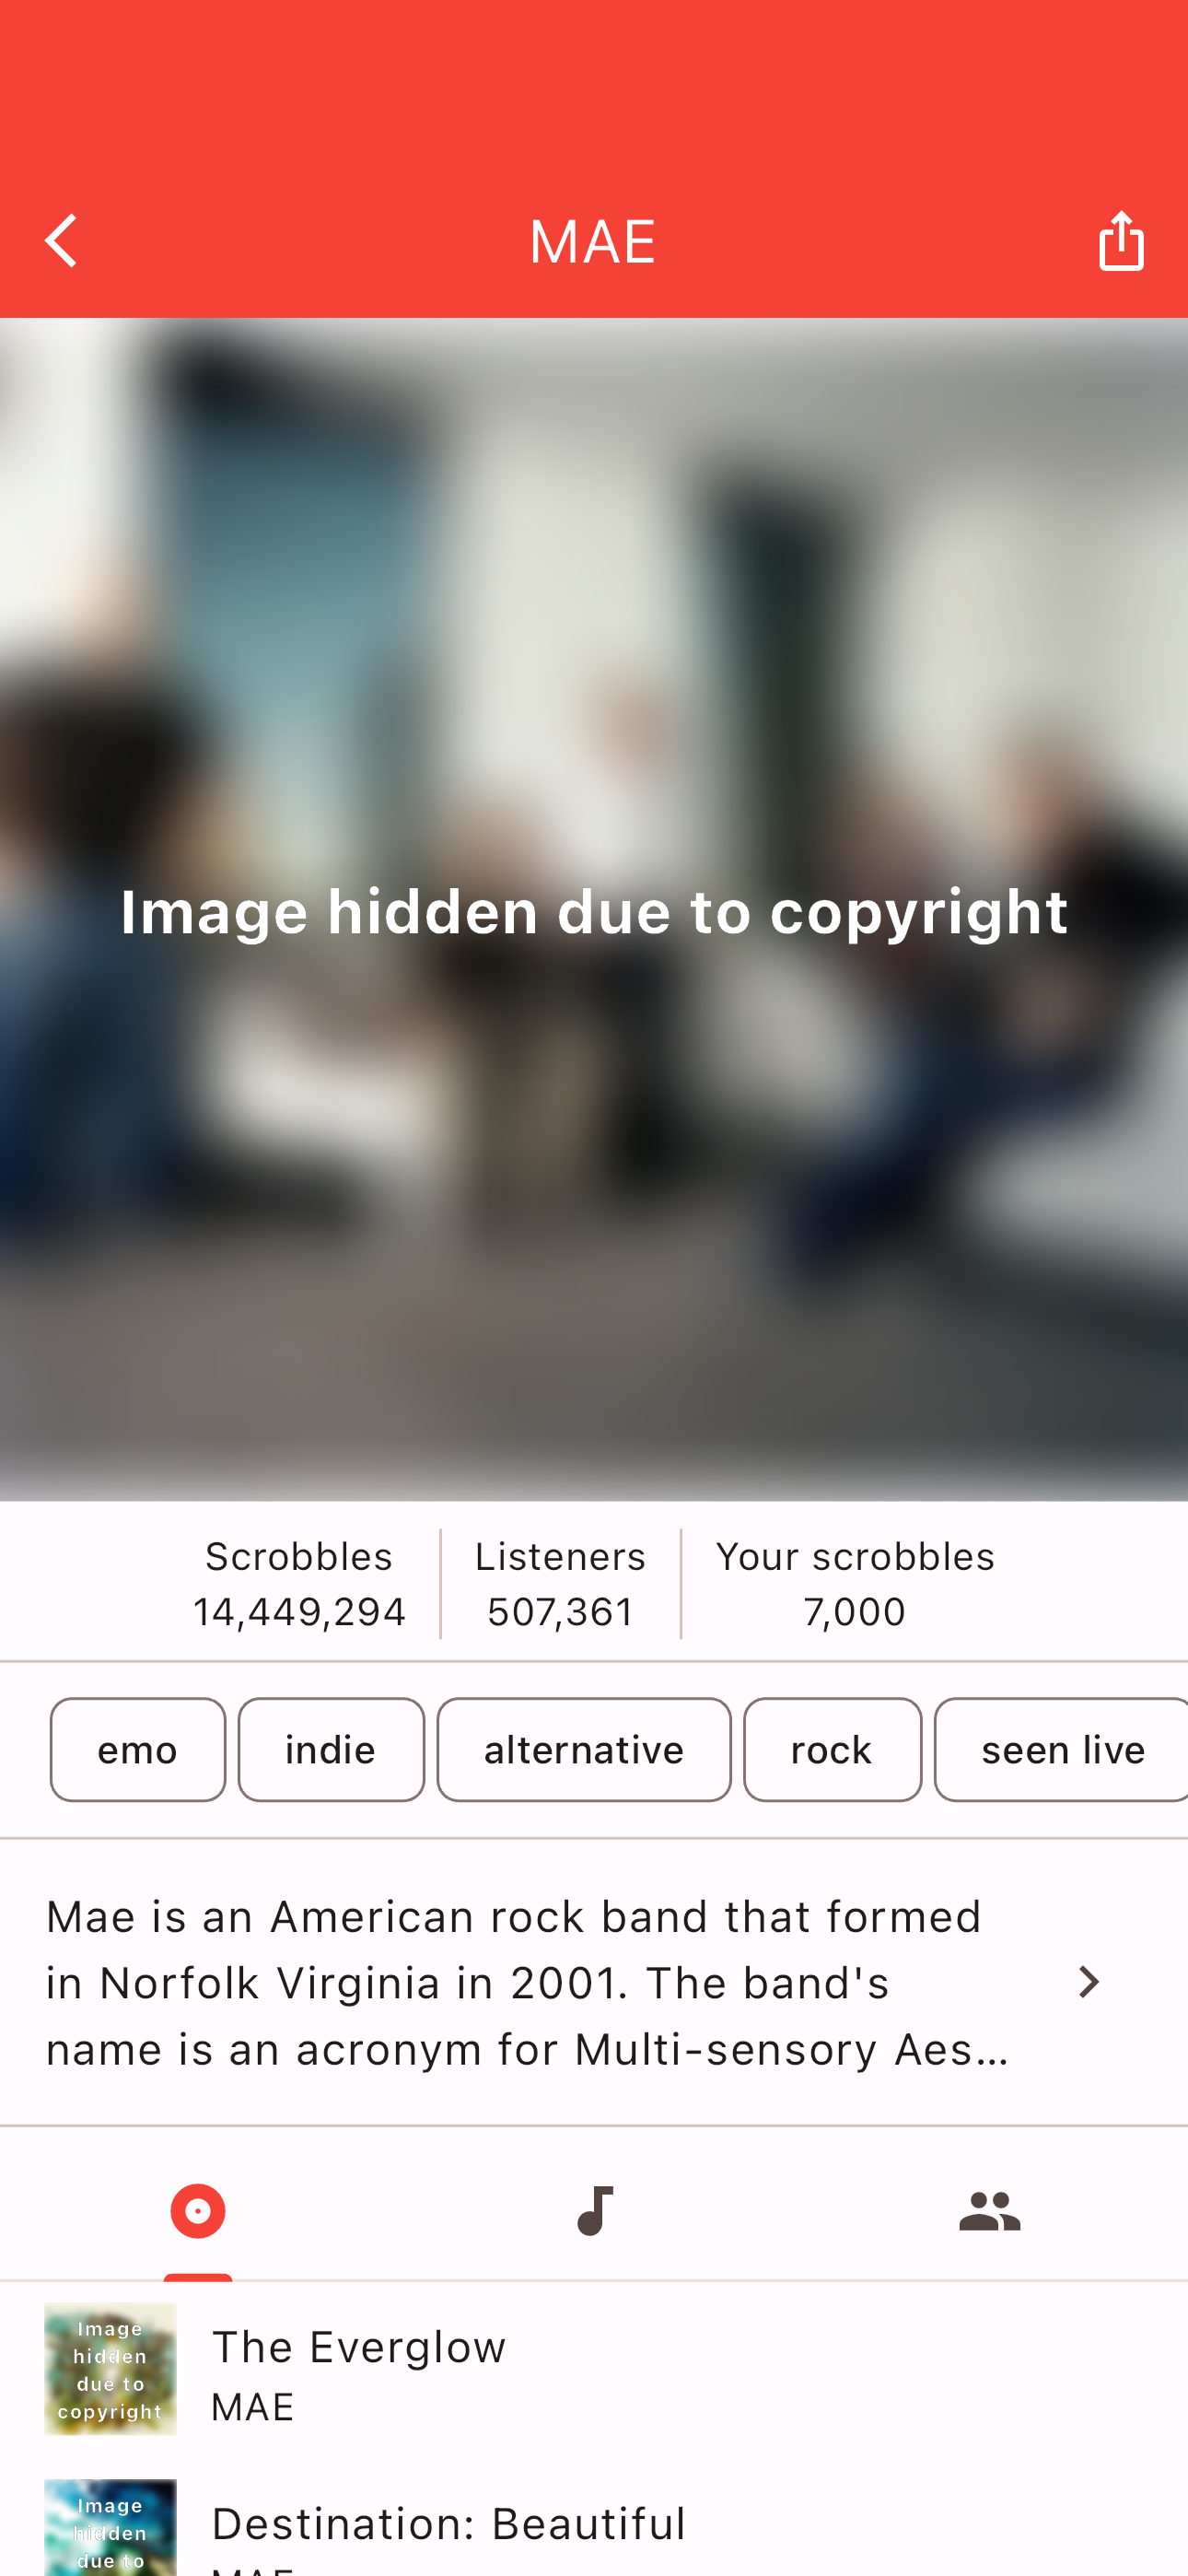 MAE
Image hidden due to copyright
Scrobbles
14,449,294
Listeners
507,361
Your scrobbles
7,000
emo
indie
alternative
rock
seen live
Mae is an American rock band that formed
in Norfolk Virginia in 2001. The band's
name is an acronym for Multi-sensory Aes...
Image
hidden
due to
copyright
The Everglow
MAE
Image
hidden
due to
Destination: Beautiful
MAE